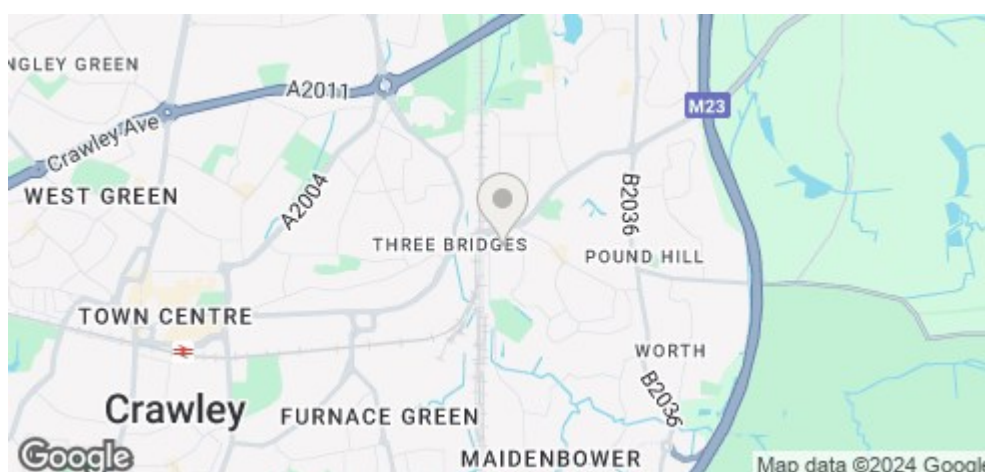 NGLEY GREEN
A2011
Crawley Ave
M23
WEST GREEN
A2004
B2036
THREE BRIDGES
POUND HILL
TOWN CENTRE
WORTH
B2036
Crawley
FURNACE GREEN
MAIDENBOWER
Google
Map data ©2024 Google